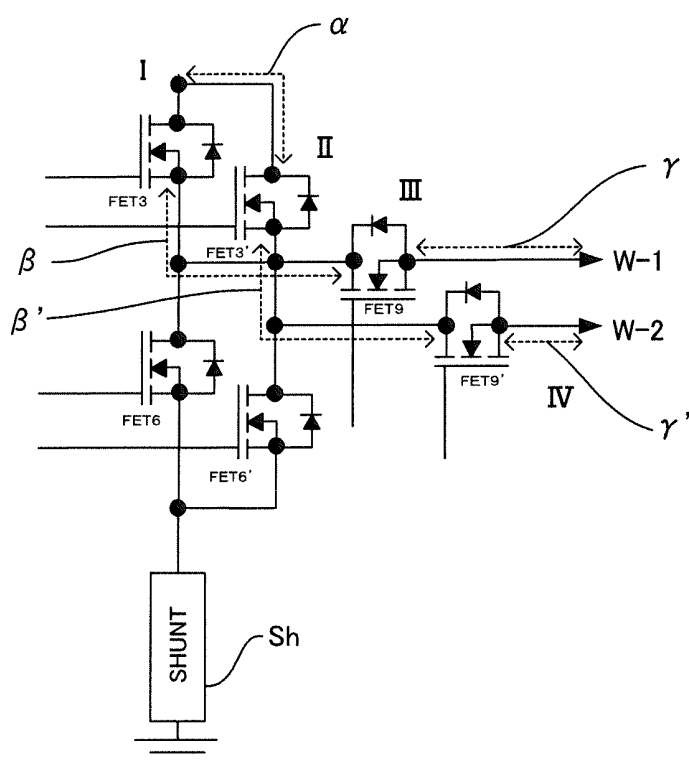 α
I
II
FET3
III
γ
FET3'
β
W-1
β'
FET9
W-2
FET6
FET9'
IV
γ'
FET6'
SHUNT
Sh